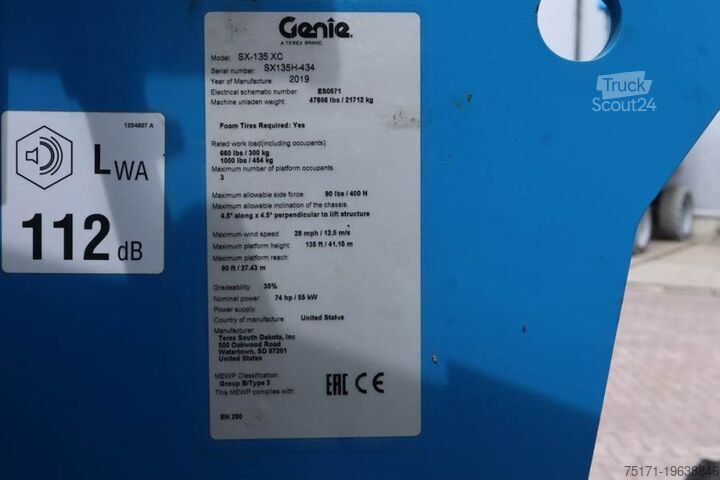 Genie
A TEREX BRAND
Model: SX-135 XC
Serial number: SX135H-434
Year of Manufacture: 2019
Electrical schematic number: ES0571
Machine unladen weight: 47866 lbs / 21712 kg
Foam Tires Required: Yes
Rated work load(including occupants)
660 lbs / 300 kg
1000 lbs / 454 kg
Maximum number of platform occupants
3
Maximum allowable side force: 90 lbs / 400 N
Maximum allowable inclination of the chassis:
4.5° along x 4.5° perpendicular to lift structure
Maximum wind speed: 28 mph / 12.5 m/s
Maximum platform height: 135 ft / 41.15 m
Maximum platform reach:
90 ft / 27.43 m
Gradeability: 35%
Nominal power: 74 hp / 55 kW
Power supply:
Country of manufacture: United States
Manufacturer:
Terex South Dakota, Inc
500 Oakwood Road
Watertown, SD 57201
United States
MEWP Classification:
Group B/Type 3
This MEWP complies with:
EN 280
EAC CE
1254807 A
LWA
112 dB
Truck
Scout24
75171-19638846